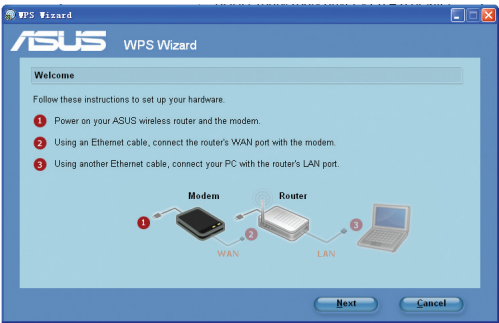 WPS Wizard
ASUS WPS Wizard
Welcome
Follow these instructions to set up your hardware.
1 Power on your ASUS wireless router and the modem.
2 Using an Ethernet cable, connect the router's WAN port with the modem.
3 Using another Ethernet cable, connect your PC with the router's LAN port.
Modem Router
1 2 3
WAN LAN
Next Cancel